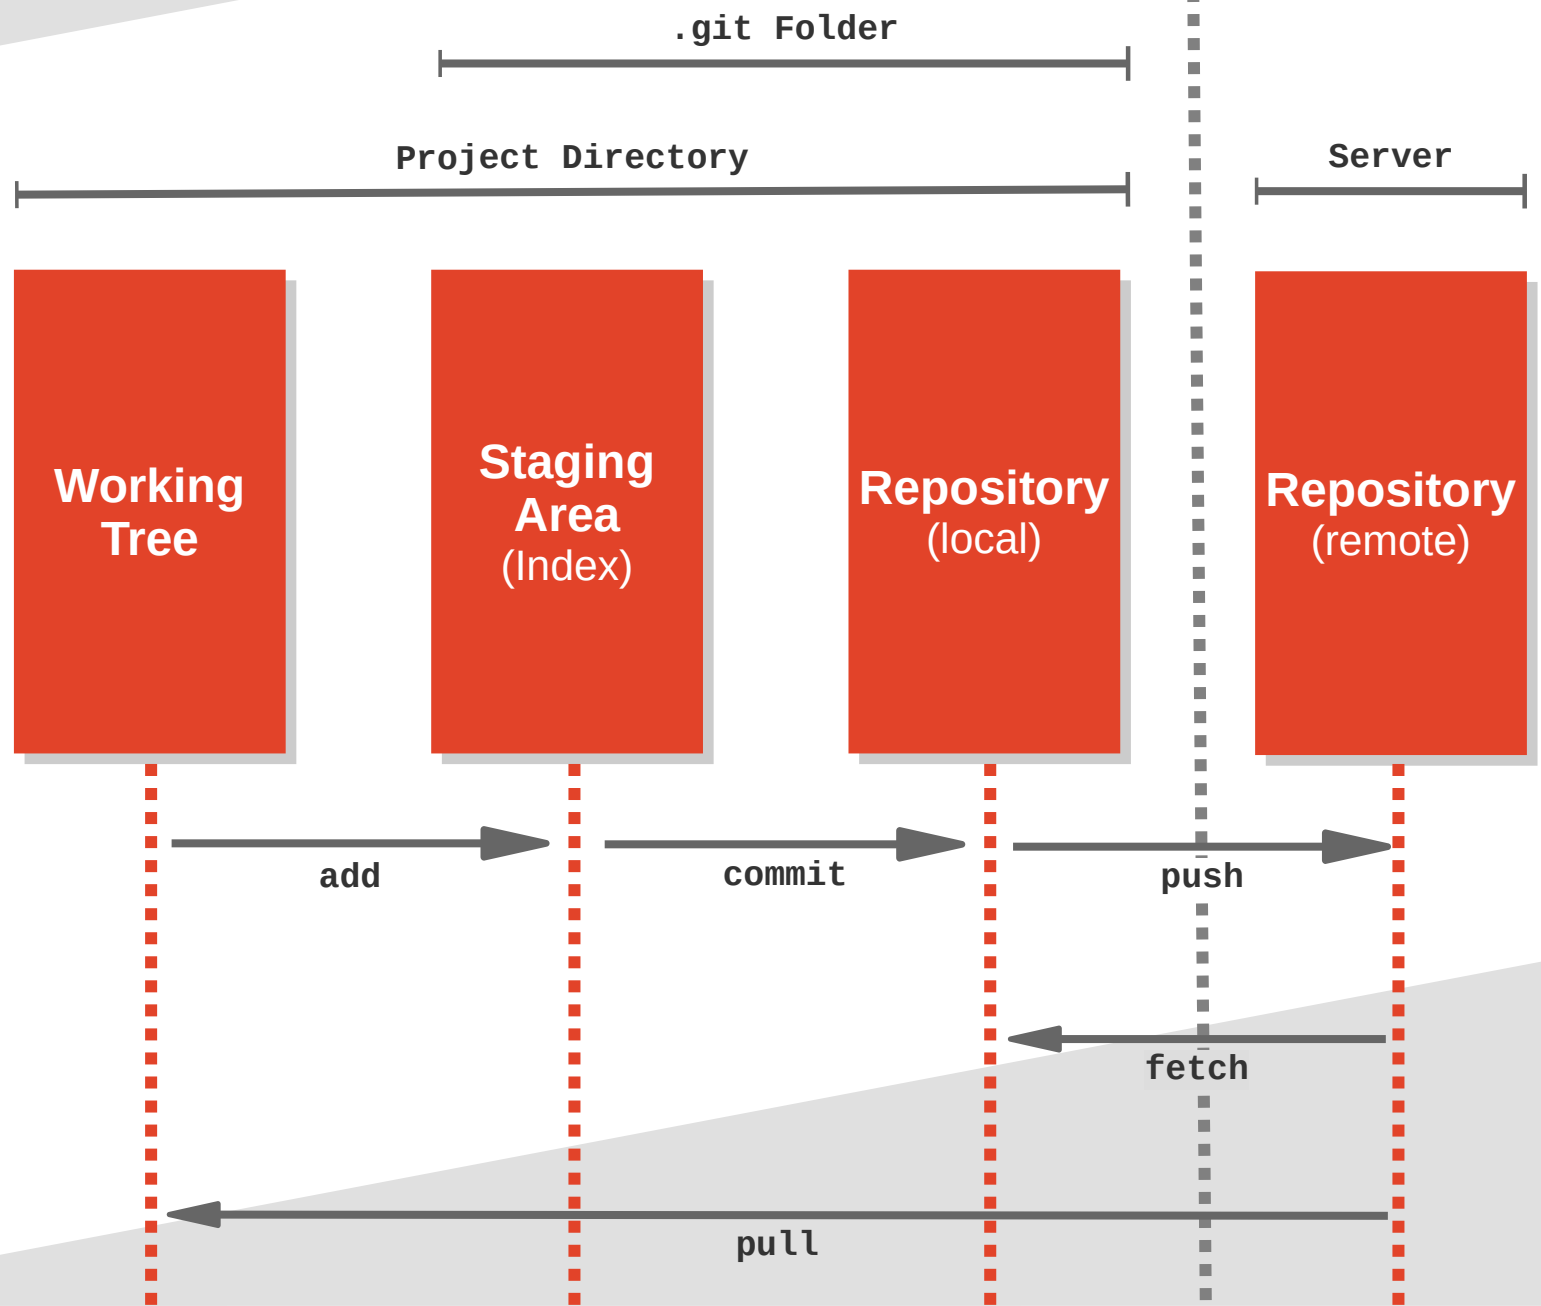 .git Folder
Project Directory
Server
Working
Tree
Staging
Area
(Index)
Repository
(local)
Repository
(remote)
add
commit
push
fetch
pull